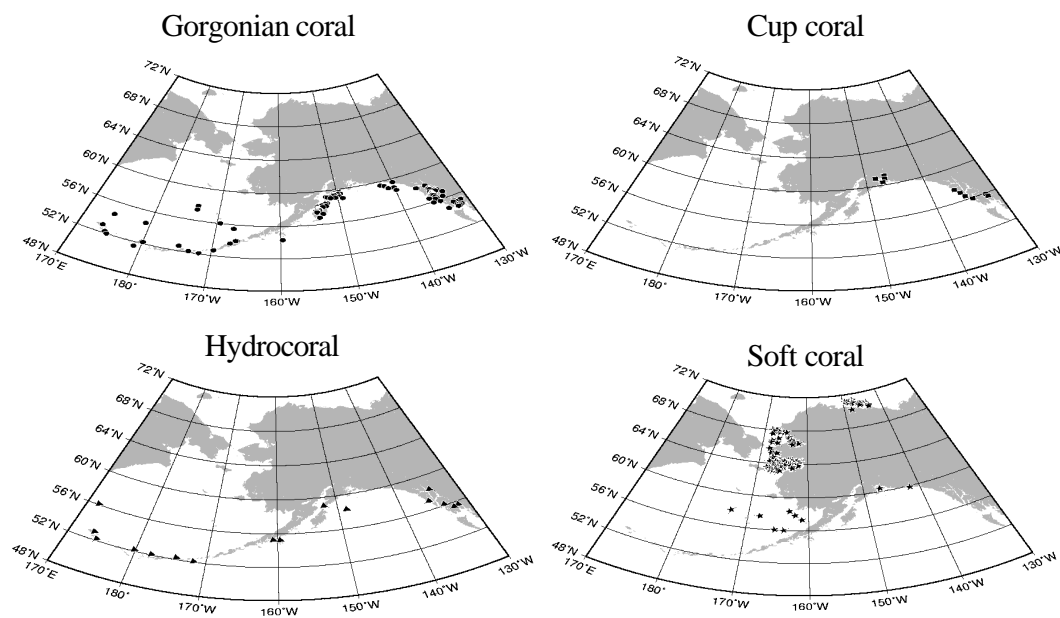 Gorgonian coral
72°N
68°N
64°N
60°N
56°N
52°N
48°N
170°E
180°
170°W
160°W
150°W
140°W
130°W
Cup coral
72°N
68°N
64°N
60°N
56°N
52°N
48°N
170°E
180°
170°W
160°W
150°W
140°W
130°W
Hydrocoral
72°N
68°N
64°N
60°N
56°N
52°N
48°N
170°E
180°
170°W
160°W
150°W
140°W
130°W
Soft coral
72°N
68°N
64°N
60°N
56°N
52°N
48°N
170°E
180°
170°W
160°W
150°W
140°W
130°W